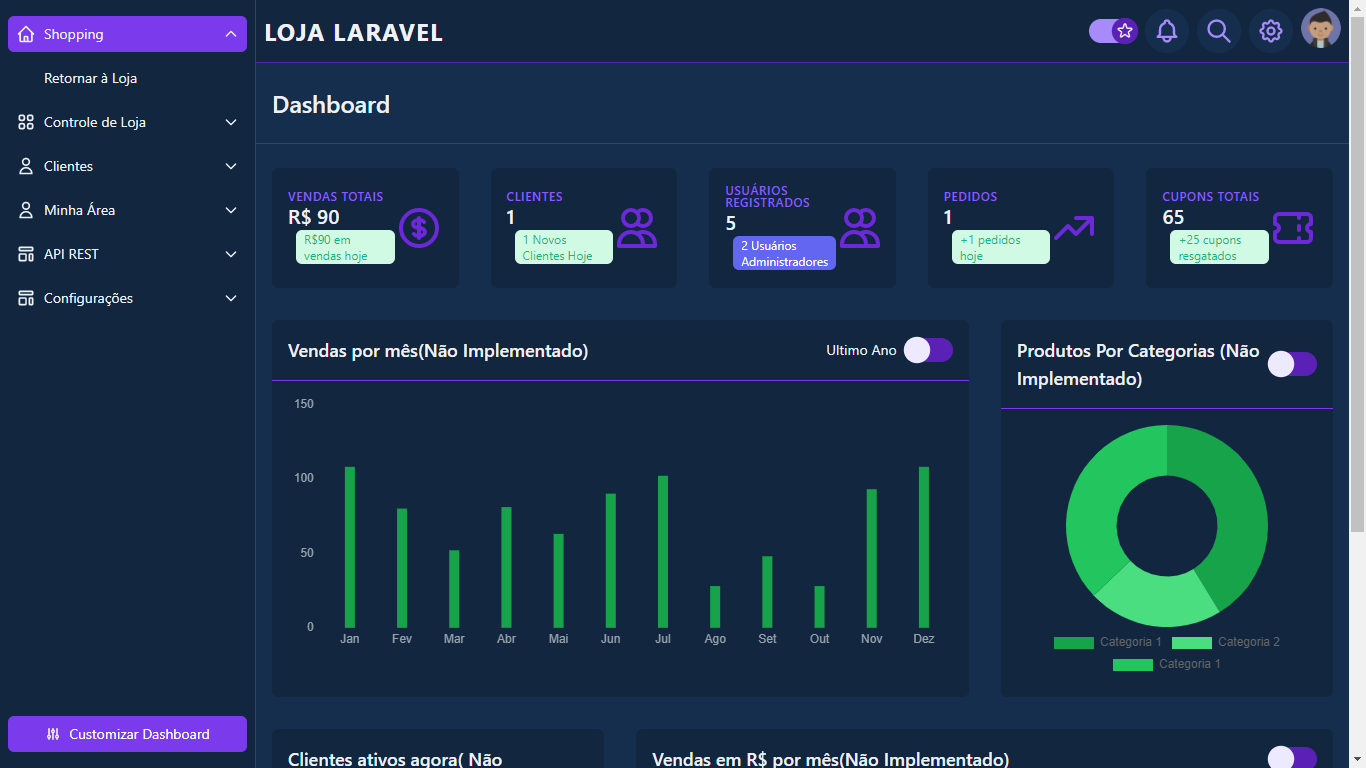 Shopping
Retornar à Loja
Controle de Loja
Clientes
Minha Área
API REST
Configurações
Customizar Dashboard
LOJA LARAVEL
Dashboard
VENDAS TOTAIS
R$ 90
R$90 em
vendas hoje
CLIENTES
1
1 Novos
Clientes Hoje
USUÁRIOS
REGISTRADOS
5
2 Usuários
Administradores
PEDIDOS
1
+1 pedidos
hoje
CUPONS TOTAIS
65
+25 cupons
resgatados
Vendas por mês(Não Implementado)
Ultimo Ano
150
100
50
0
Jan Fev Mar Abr Mai Jun Jul Ago Set Out Nov Dez
Produtos Por Categorias (Não
Implementado)
Categoria 1 Categoria 2
Categoria 1
Clientes ativos agora( Não
Vendas em R$ por mês(Não Implementado)